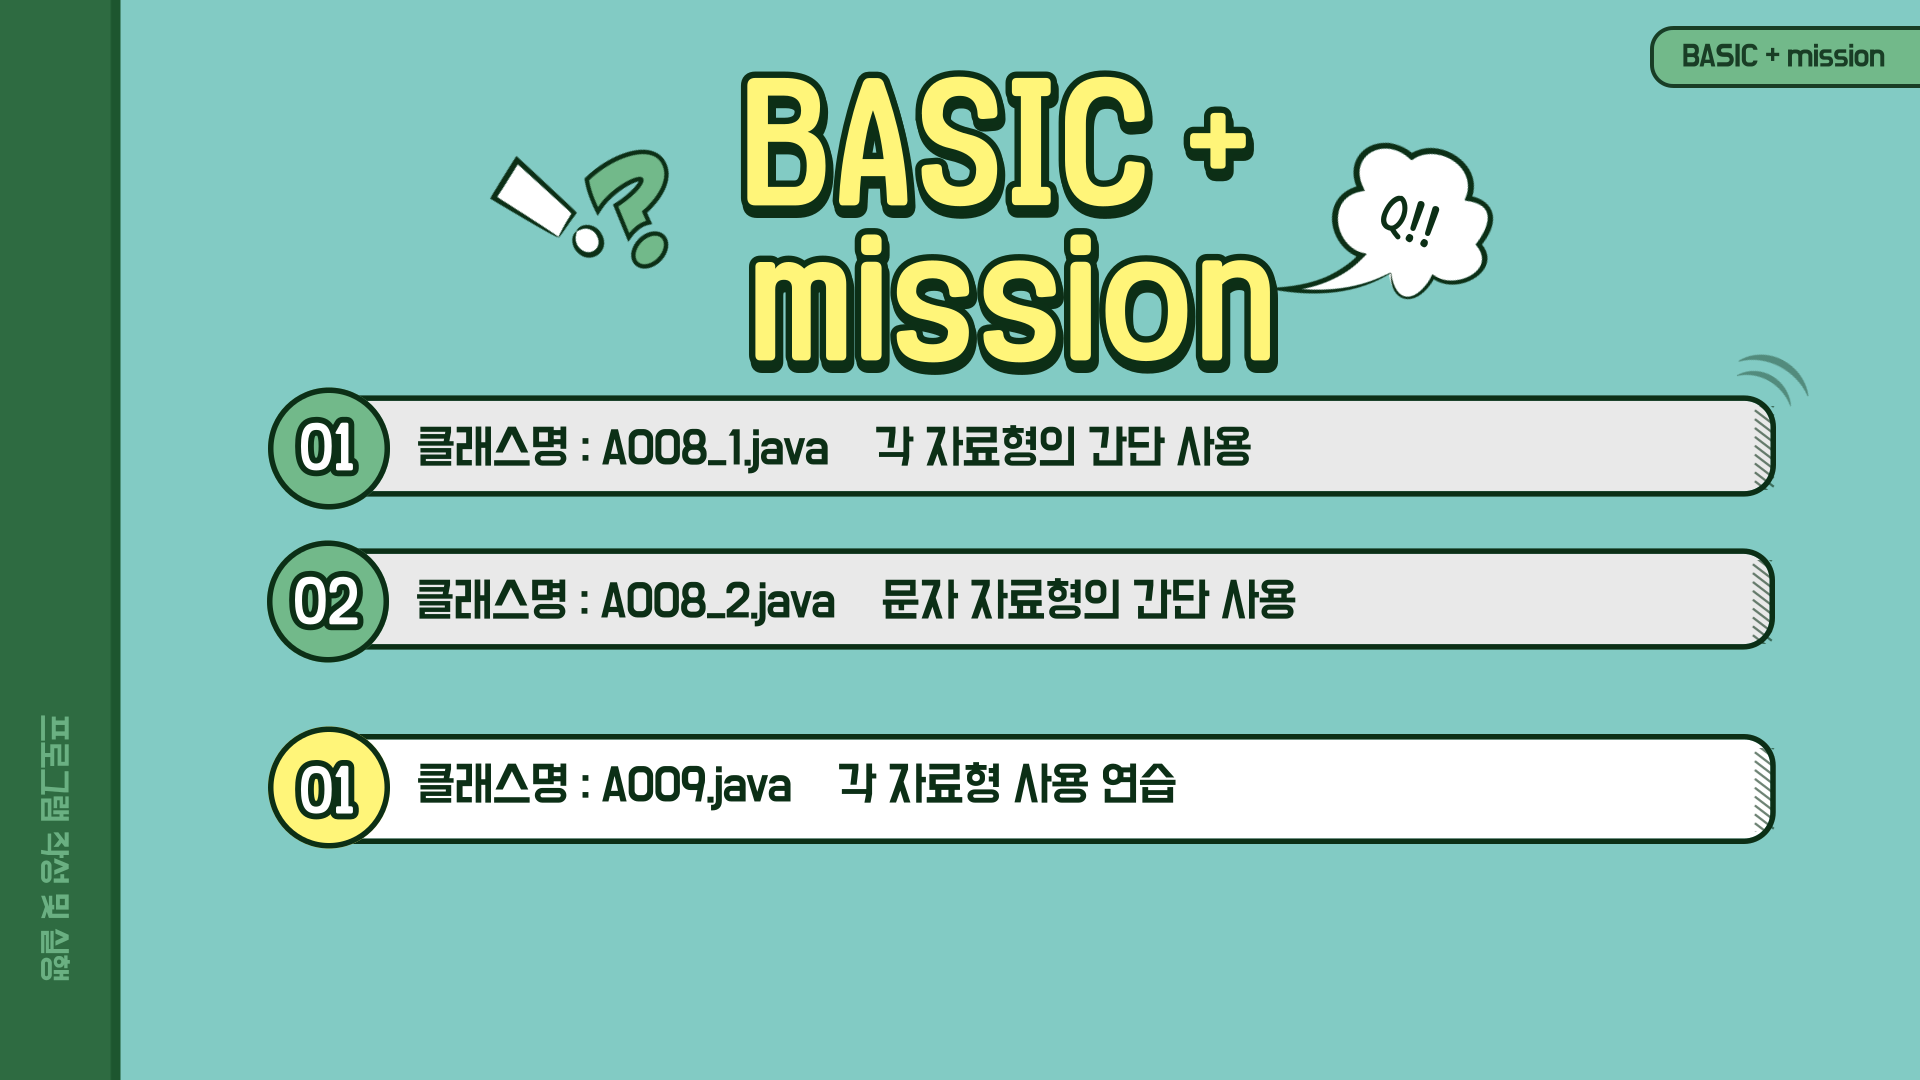 BASIC + mission
BASIC +
mission
Q!!
01 클래스명 : A008_1.java 각 자료형의 간단 사용
02 클래스명 : A008_2.java 문자 자료형의 간단 사용
01 클래스명 : A009.java 각 자료형 사용 연습
프로그램 작성 및 실행